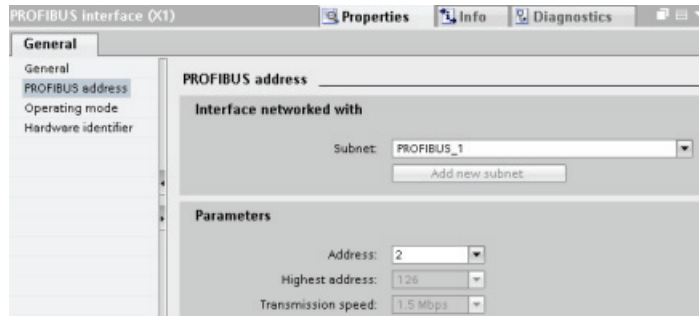 PROFIBUS interface (X1)
Properties
Info
Diagnostics
General
General
PROFIBUS address
Operating mode
Hardware identifier
PROFIBUS address
Interface networked with
Subnet: PROFIBUS_1
Add new subnet
Parameters
Address: 2
Highest address: 126
Transmission speed: 1.5 Mbps